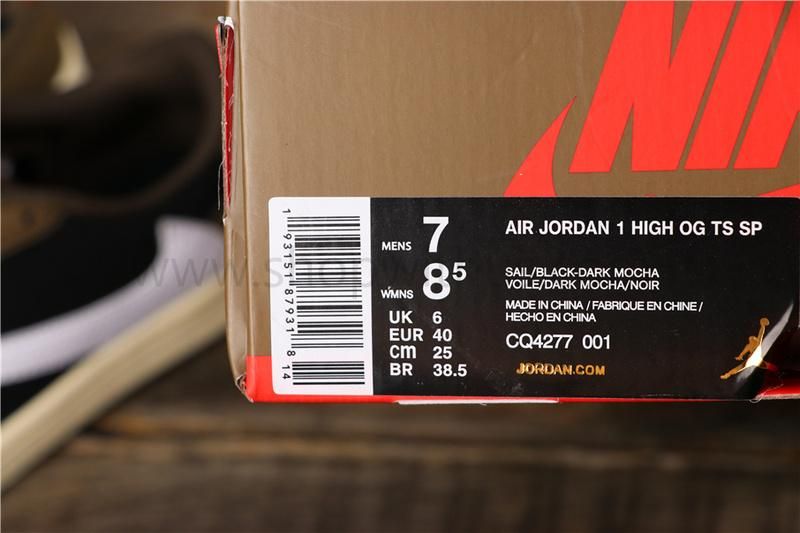 NIK
1 93151 87931 8 14
MENS 7
WMNS 8⁵
UK 6
EUR 40
cm 25
BR 38.5
AIR JORDAN 1 HIGH OG TS SP
SAIL/BLACK-DARK MOCHA
VOILE/DARK MOCHA/NOIR
MADE IN CHINA / FABRIQUE EN CHINE /
HECHO EN CHINA
CQ4277 001
JORDAN.COM